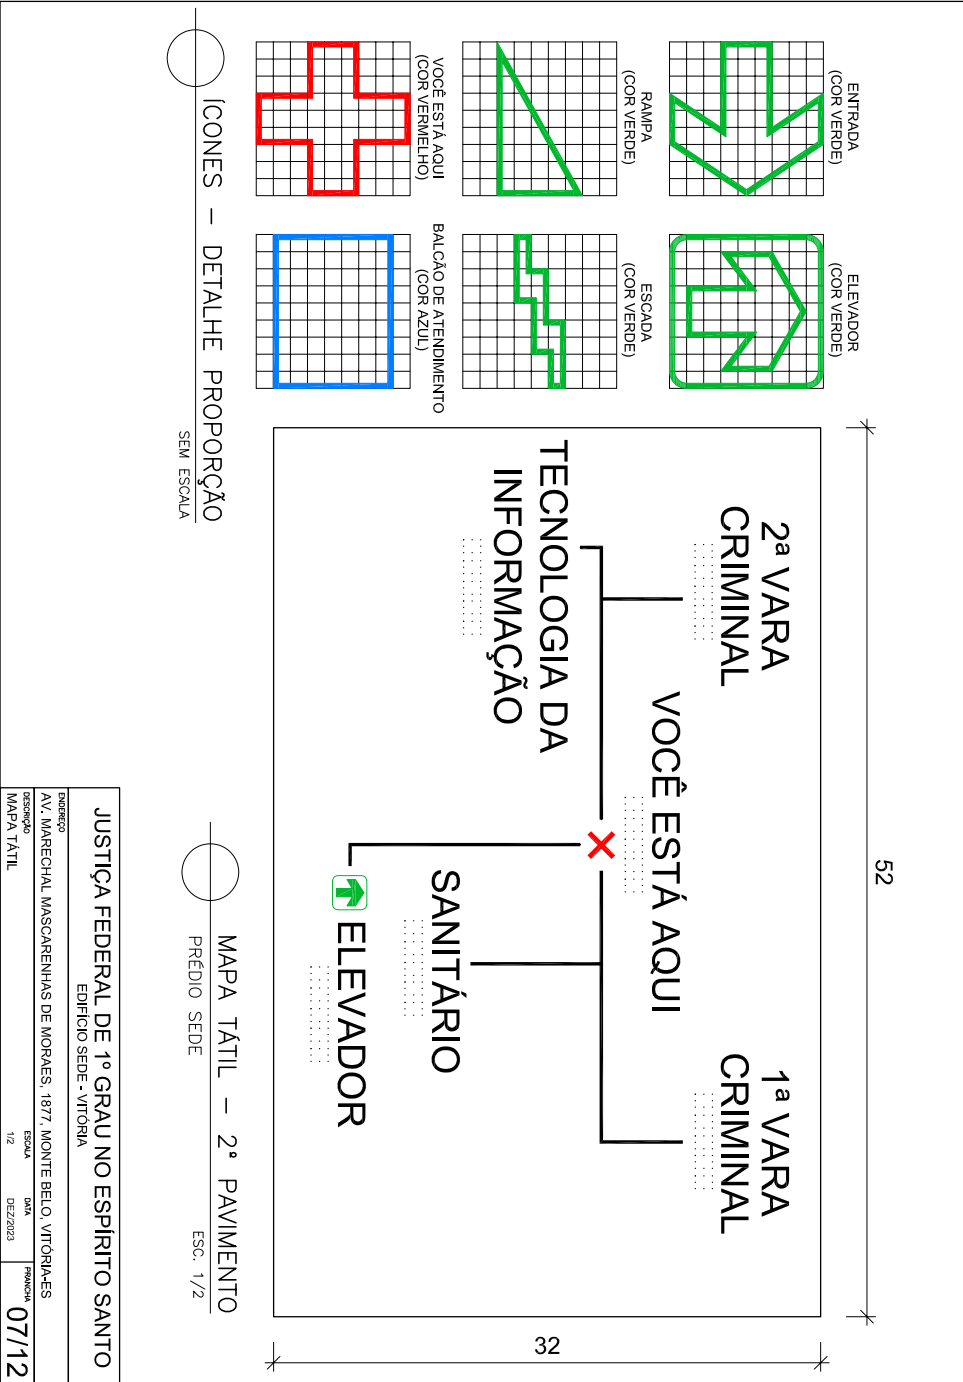 ENTRADA
(COR VERDE)
ELEVADOR
(COR VERDE)
RAMPA
(COR VERDE)
ESCADA
(COR VERDE)
VOCÊ ESTÁ AQUI
(COR VERMELHO)
BALCÃO DE ATENDIMENTO
(COR AZUL)
ÍCONES - DETALHE PROPORÇÃO
SEM ESCALA
52
32
2ª VARA
CRIMINAL
1ª VARA
CRIMINAL
VOCÊ ESTÁ AQUI
TECNOLOGIA DA
INFORMAÇÃO
SANITÁRIO
ELEVADOR
MAPA TÁTIL - 2° PAVIMENTO
PRÉDIO SEDE
ESC. 1/2
JUSTIÇA FEDERAL DE 1º GRAU NO ESPÍRITO SANTO
EDIFÍCIO SEDE - VITÓRIA
ENDEREÇO
AV. MARECHAL MASCARENHAS DE MORAES, 1877, MONTE BELO, VITÓRIA-ES
DESCRIÇÃO
MAPA TÁTIL
ESCALA
1/2
DATA
DEZ/2023
PRANCHA
07/12